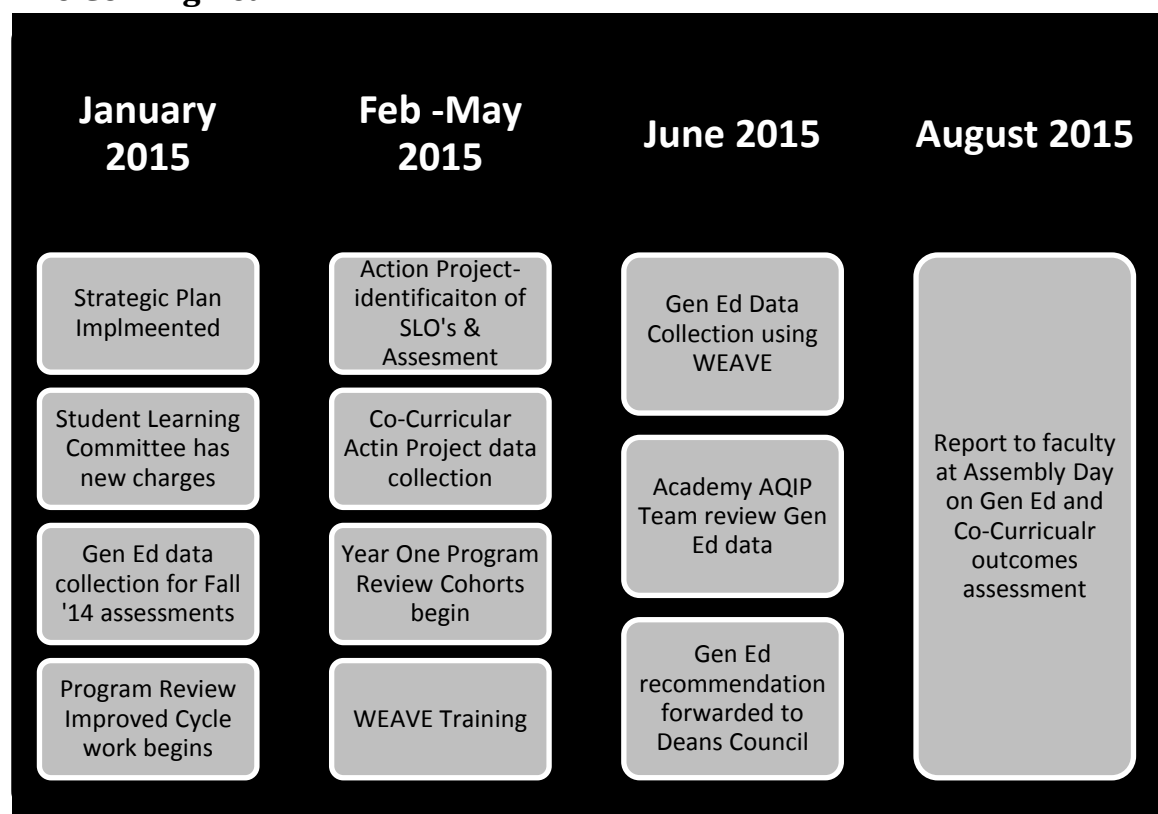 January
2015
Feb -May
2015
June 2015
August 2015
Strategic Plan
Implmeented
Student Learning
Committee has
new charges
Gen Ed data
collection for Fall
'14 assessments
Program Review
Improved Cycle
work begins
Action Project-
identificaiton of
SLO's &
Assesment
Co-Curricular
Actin Project data
collection
Year One Program
Review Cohorts
begin
WEAVE Training
Gen Ed Data
Collection using
WEAVE
Academy AQIP
Team review Gen
Ed data
Gen Ed
recommendation
forwarded to
Deans Council
Report to faculty
at Assembly Day
on Gen Ed and
Co-Curricualr
outcomes
assessment